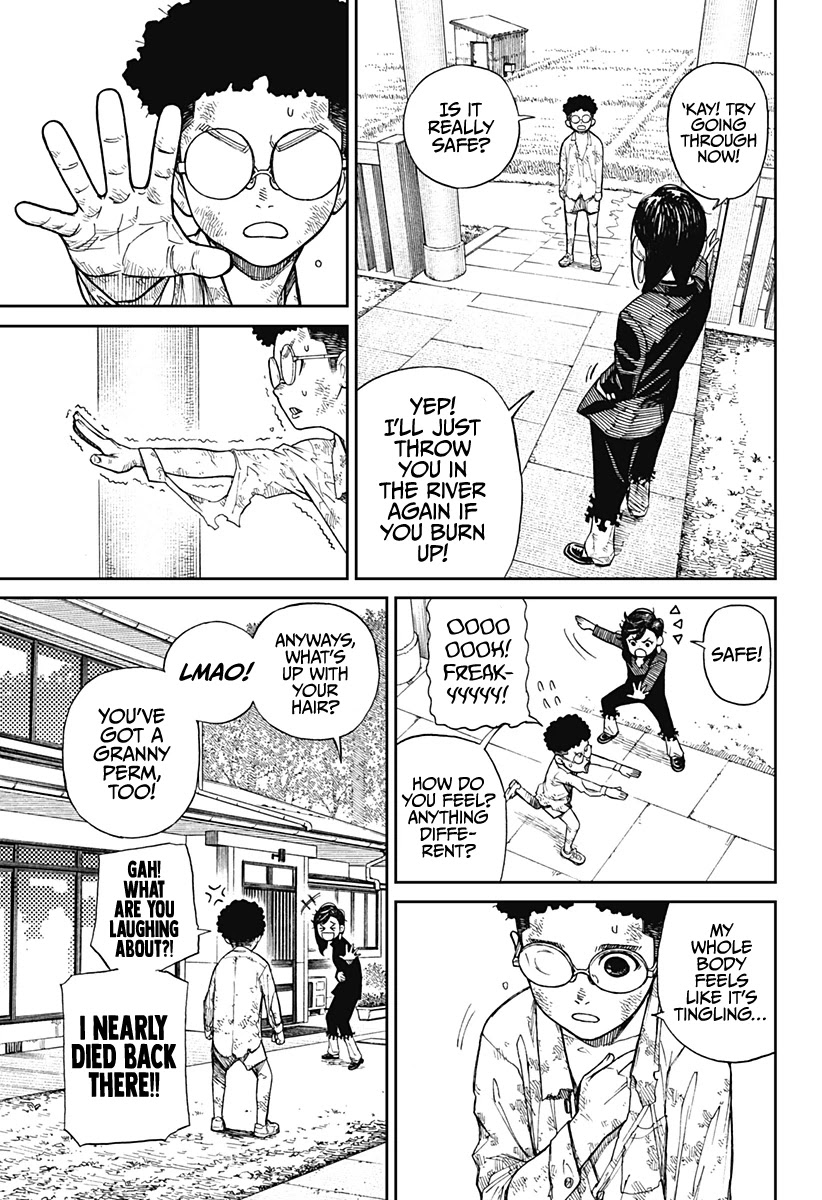 'KAY! TRY
GOING
THROUGH
NOW!
IS IT
REALLY
SAFE?
YEP!
I'LL JUST
THROW
YOU IN
THE RIVER
AGAIN IF
YOU BURN
UP!
SAFE!
OOOO
OOOH!
FREAK-
YYYYY!
HOW DO
YOU FEEL?
ANYTHING
DIFFE-
RENT?
MY
WHOLE
BODY
FEELS
LIKE IT'S
TINGLING...
ANYWAYS,
WHAT'S
UP WITH
YOUR
HAIR?
LMAO!
YOU'VE
GOT A
GRANNY
PERM,
TOO!
GAH!
WHAT
ARE YOU
LAUGHING
ABOUT?!
I NEARLY
DIED BACK
THERE!!